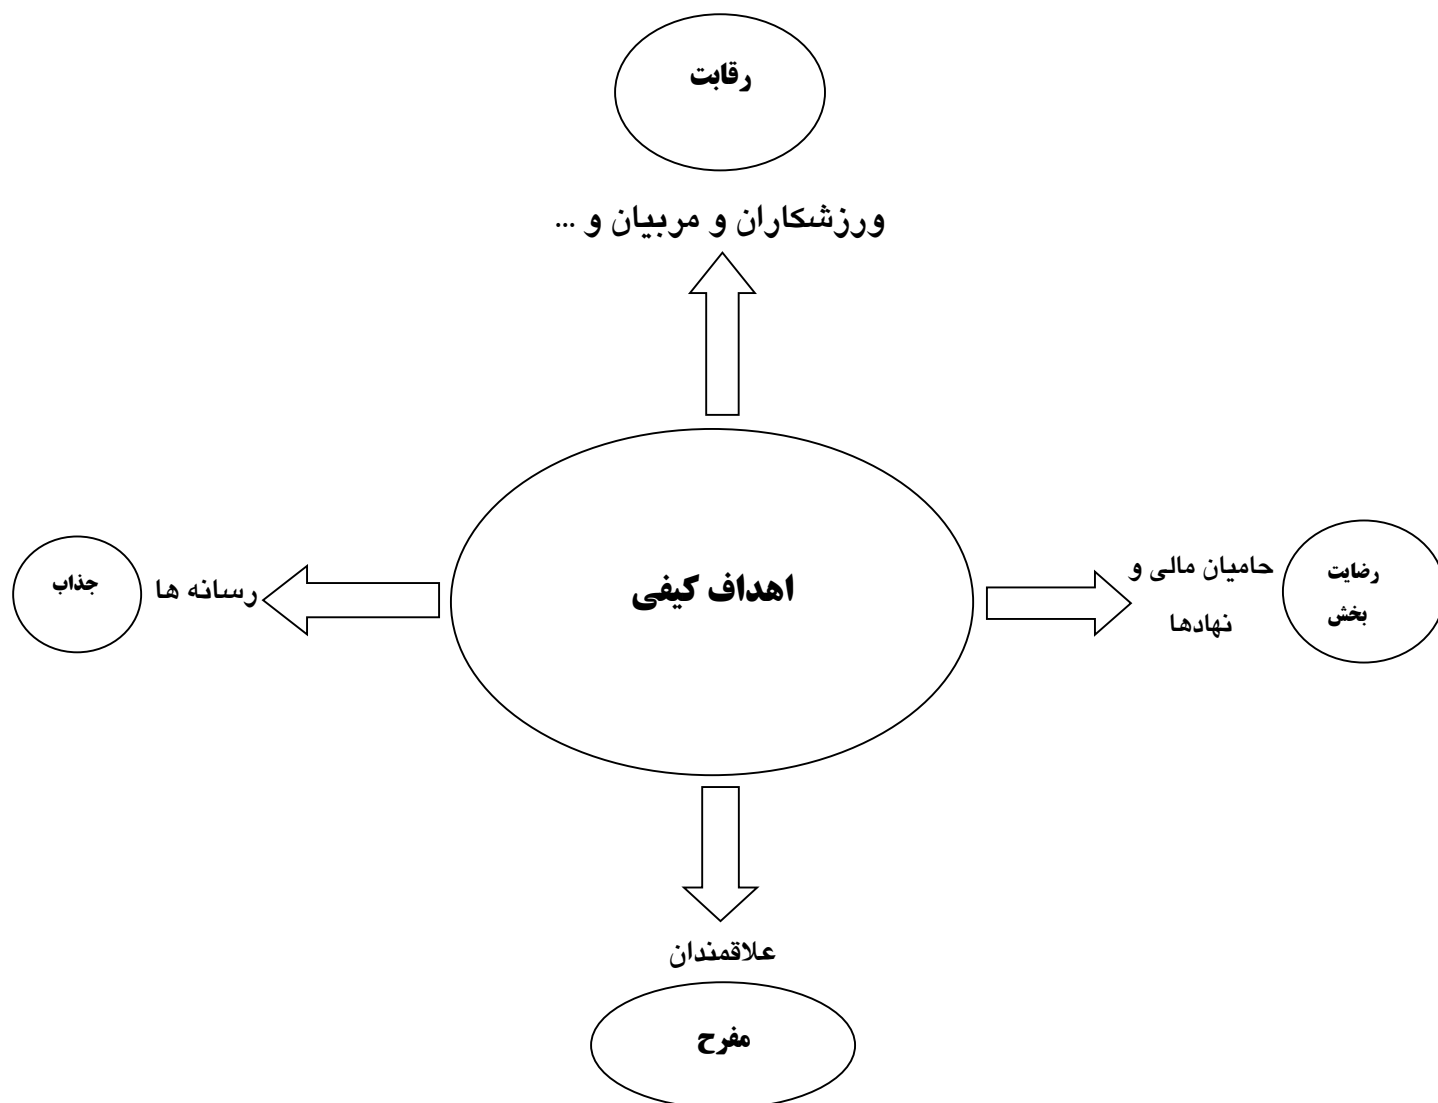 رقابت
ورزشکاران و مربیان و ...
اهداف کیفی
حامیان مالی و
نهادها
رضایت
بخش
رسانه ها
جذاب
علاقمندان
مفرح